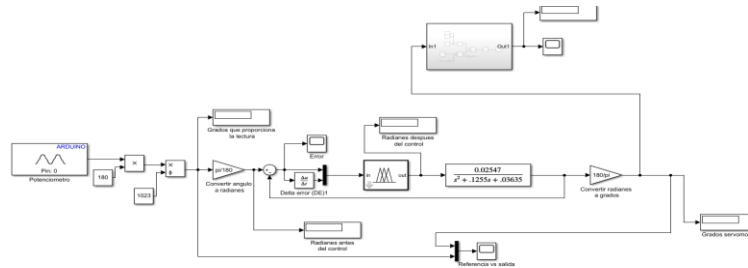 In1
Out1
ARDUINO
Pin: 0
Potenciometro
180
×
1023
×
÷
Grados que proporciona
la lectura
pi/180
Convertir angulo
a radianes
Error
Δu
Δt
Delta error (DE)1
Radianes antes
del control
in
out
Radianes despues
del control
0.02547
s² + .1255s + .03635
180/pi
Convertir radianes
a grados
Referencia vs salida
Grados servomo